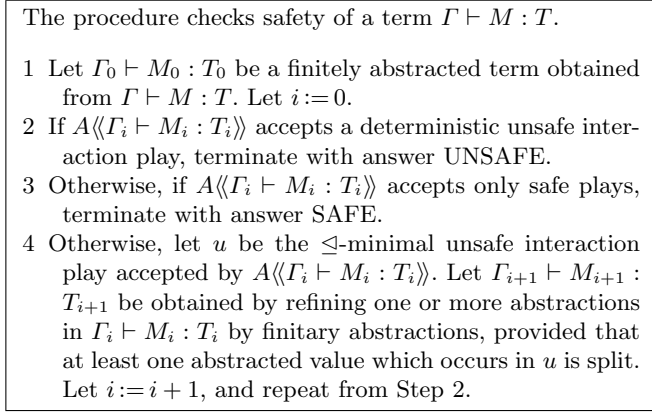 The procedure checks safety of a term Γ ⊢ M : T.
1 Let Γ₀ ⊢ M₀ : T₀ be a finitely abstracted term obtained
from Γ ⊢ M : T. Let i := 0.
2 If A⟪Γᵢ ⊢ Mᵢ : Tᵢ⟫ accepts a deterministic unsafe inter-
action play, terminate with answer UNSAFE.
3 Otherwise, if A⟪Γᵢ ⊢ Mᵢ : Tᵢ⟫ accepts only safe plays,
terminate with answer SAFE.
4 Otherwise, let u be the ⊴-minimal unsafe interaction
play accepted by A⟪Γᵢ ⊢ Mᵢ : Tᵢ⟫. Let Γᵢ₊₁ ⊢ Mᵢ₊₁ :
Tᵢ₊₁ be obtained by refining one or more abstractions
in Γᵢ ⊢ Mᵢ : Tᵢ by finitary abstractions, provided that
at least one abstracted value which occurs in u is split.
Let i := i + 1, and repeat from Step 2.